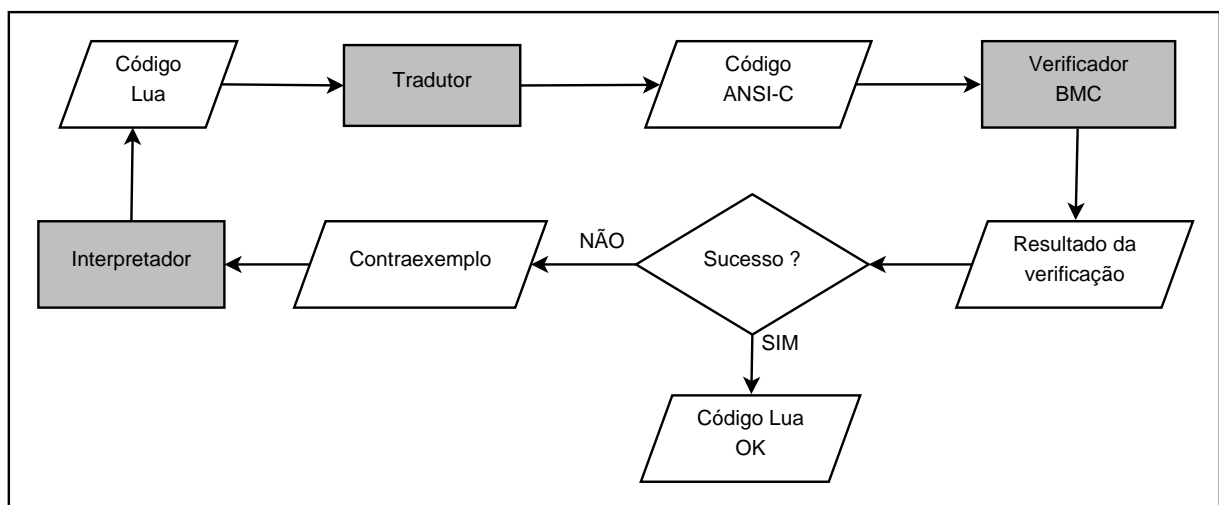 Código
Lua
Tradutor
Código
ANSI-C
Verificador
BMC
Interpretador
Contraexemplo
NÃO
Sucesso ?
Resultado da
verificação
SIM
Código Lua
OK